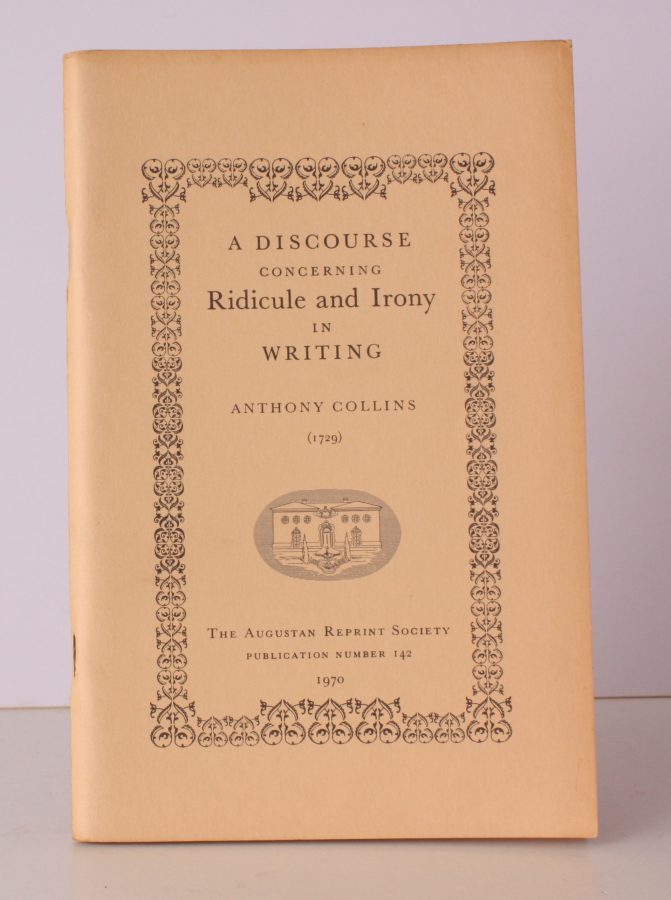 A DISCOURSE
CONCERNING
Ridicule and Irony
IN
WRITING
ANTHONY COLLINS
(1729)
THE AUGUSTAN REPRINT SOCIETY
PUBLICATION NUMBER 142
1970